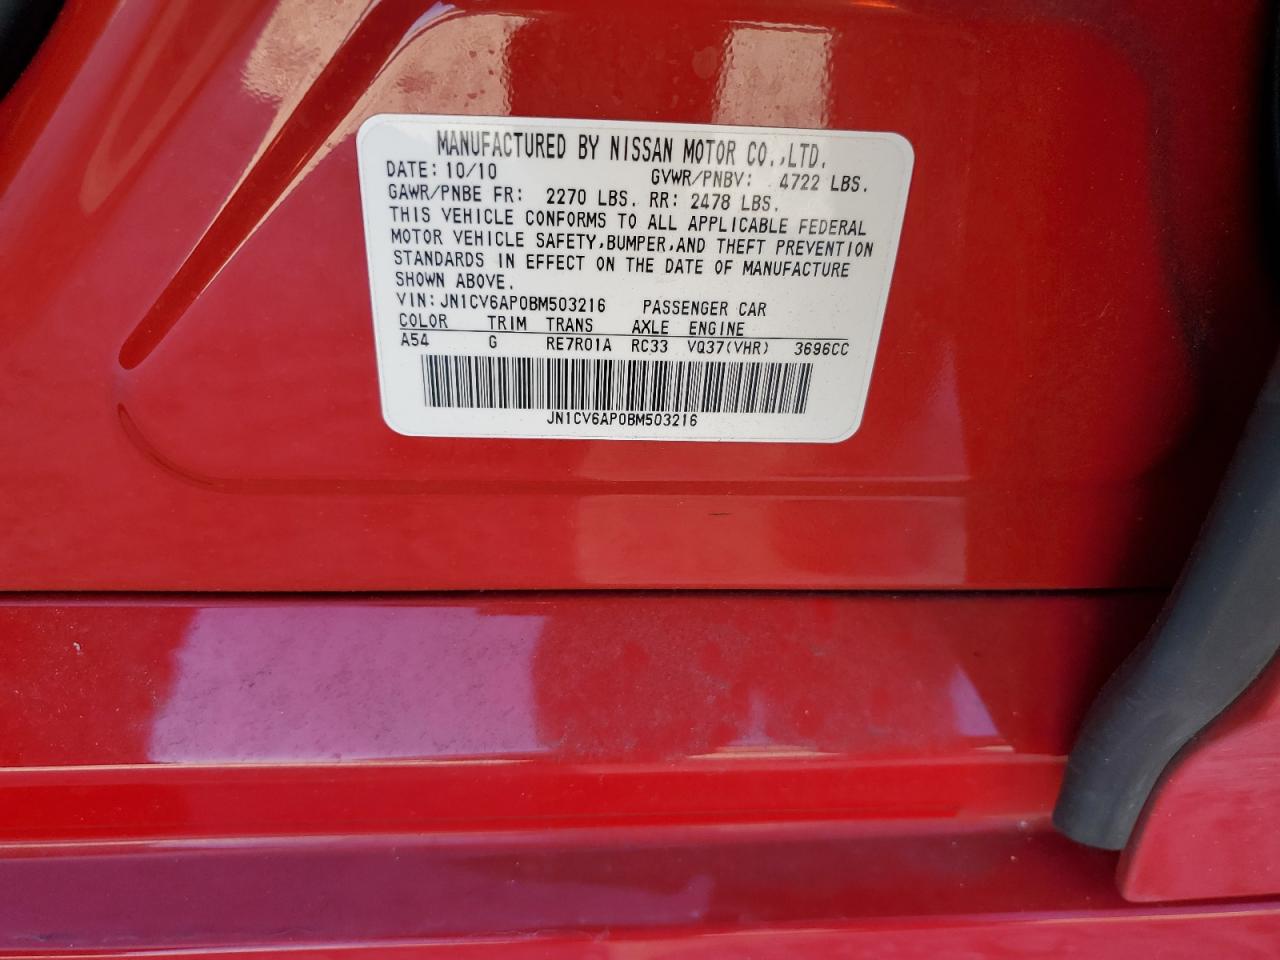 MANUFACTURED BY NISSAN MOTOR CO.,LTD.
DATE: 10/10 GVWR/PNBV: 4722 LBS.
GAWR/PNBE FR: 2270 LBS. RR: 2478 LBS.
THIS VEHICLE CONFORMS TO ALL APPLICABLE FEDERAL
MOTOR VEHICLE SAFETY,BUMPER,AND THEFT PREVENTION
STANDARDS IN EFFECT ON THE DATE OF MANUFACTURE
SHOWN ABOVE.
VIN:JN1CV6AP0BM503216 PASSENGER CAR
COLOR TRIM TRANS AXLE ENGINE
A54 G RE7R01A RC33 VQ37(VHR) 3696CC
JN1CV6AP0BM503216